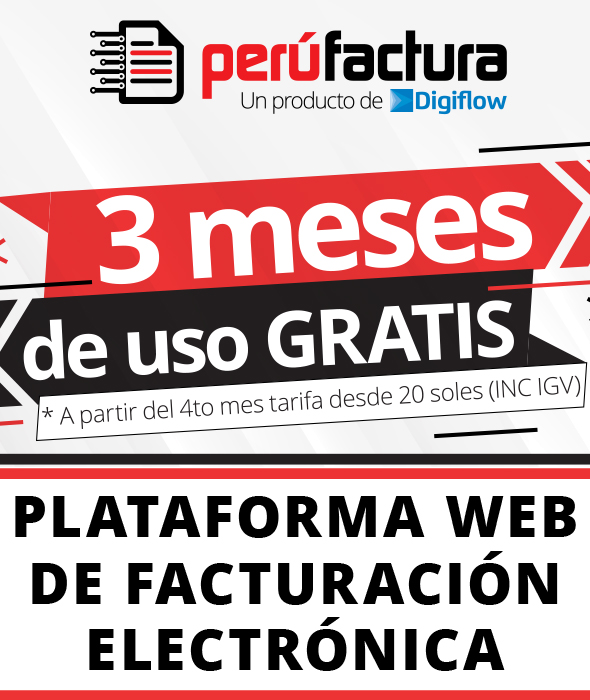 perúfactura
Un producto de Digiflow
3 meses
de uso GRATIS
* A partir del 4to mes tarifa desde 20 soles (INC IGV)
PLATAFORMA WEB
DE FACTURACIÓN
ELECTRÓNICA